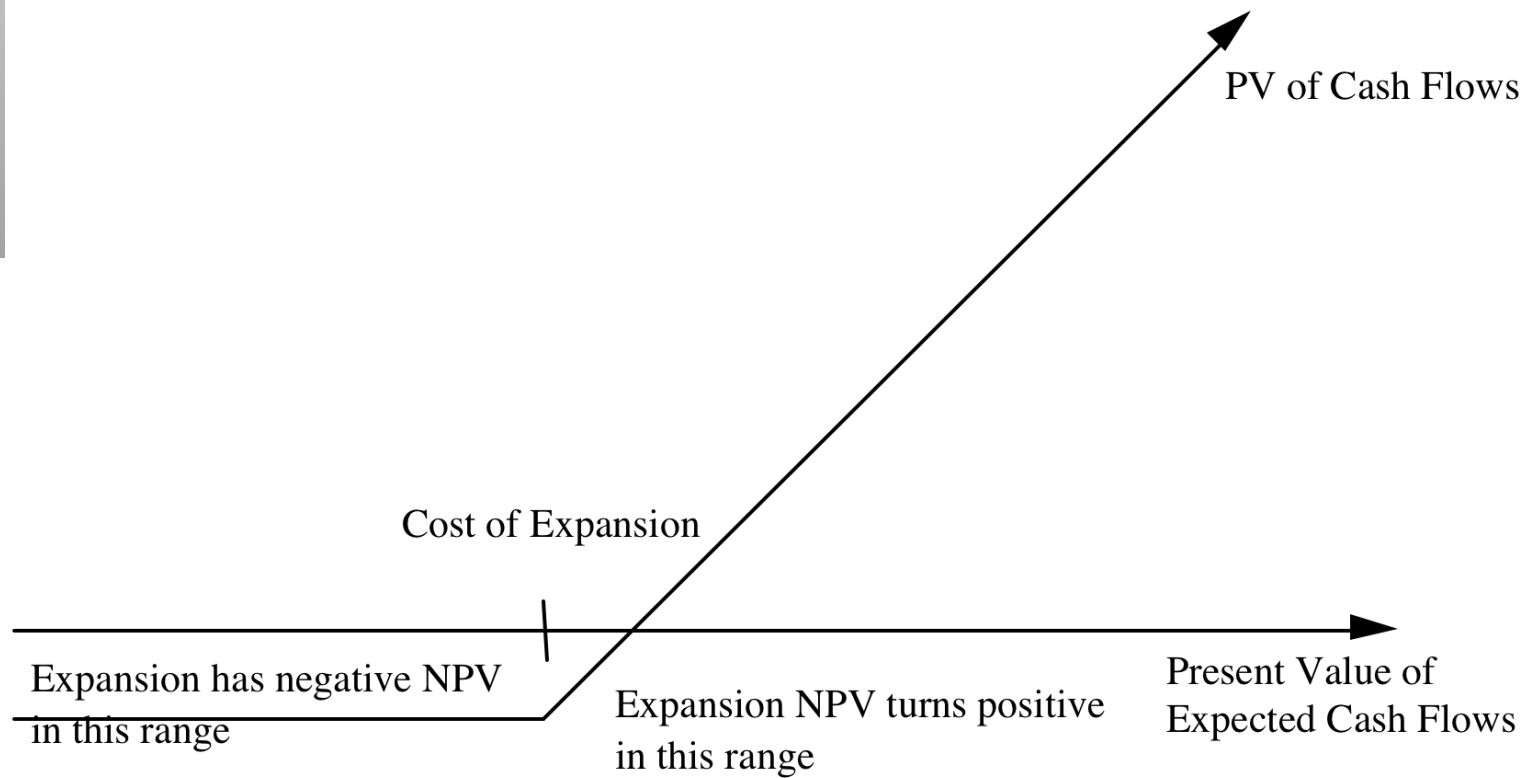 PV of Cash Flows
Cost of Expansion
Expansion has negative NPV
in this range
Expansion NPV turns positive
in this range
Present Value of
Expected Cash Flows